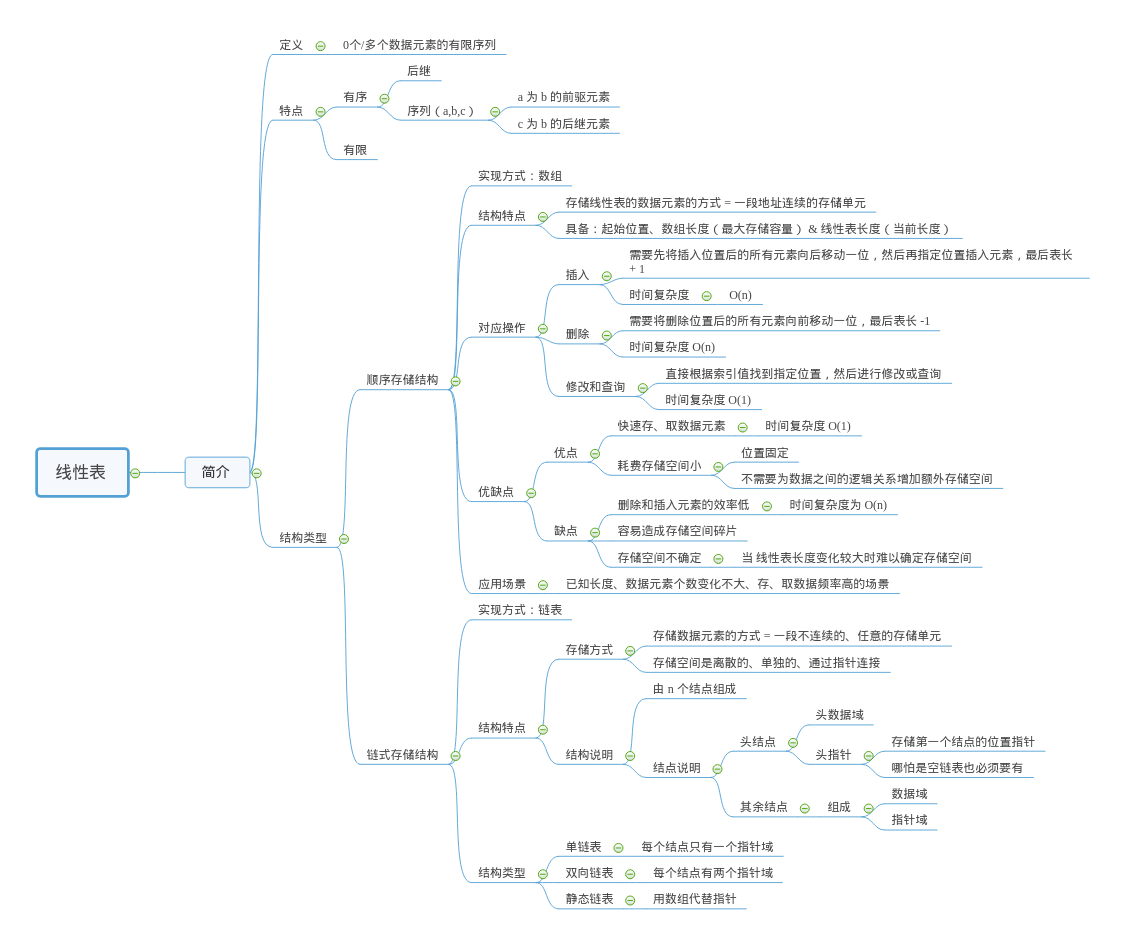 线性表
简介
定义
0个/多个数据元素的有限序列
特点
有序
后继
序列（a,b,c）
a 为 b 的前驱元素
c 为 b 的后继元素
有限
结构类型
顺序存储结构
实现方式：数组
结构特点
存储线性表的数据元素的方式 = 一段地址连续的存储单元
具备：起始位置、数组长度（最大存储容量） & 线性表长度（当前长度）
对应操作
插入
需要先将插入位置后的所有元素向后移动一位，然后再指定位置插入元素，最后表长
+ 1
时间复杂度
O(n)
删除
需要将删除位置后的所有元素向前移动一位，最后表长 -1
时间复杂度 O(n)
修改和查询
直接根据索引值找到指定位置，然后进行修改或查询
时间复杂度 O(1)
优缺点
优点
快速存、取数据元素
时间复杂度 O(1)
耗费存储空间小
位置固定
不需要为数据之间的逻辑关系增加额外存储空间
缺点
删除和插入元素的效率低
时间复杂度为 O(n)
容易造成存储空间碎片
存储空间不确定
当 线性表长度变化较大时难以确定存储空间
应用场景
已知长度、数据元素个数变化不大、存、取数据频率高的场景
链式存储结构
实现方式：链表
结构特点
存储方式
存储数据元素的方式 = 一段不连续的、任意的存储单元
存储空间是离散的、单独的、通过指针连接
结构说明
由 n 个结点组成
结点说明
头结点
头数据域
头指针
存储第一个结点的位置指针
哪怕是空链表也必须要有
其余结点
组成
数据域
指针域
结构类型
单链表
每个结点只有一个指针域
双向链表
每个结点有两个指针域
静态链表
用数组代替指针